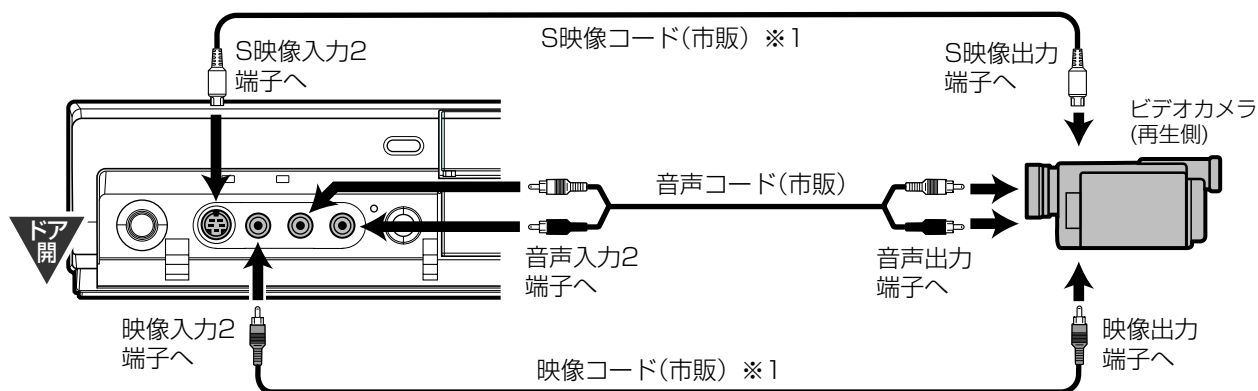 S映像コード(市販) ※1
S映像入力2
端子へ
S映像出力
端子へ
ビデオカメラ
(再生側)
音声コード(市販)
ドア
開
音声入力2
端子へ
音声出力
端子へ
映像入力2
端子へ
映像出力
端子へ
映像コード(市販) ※1